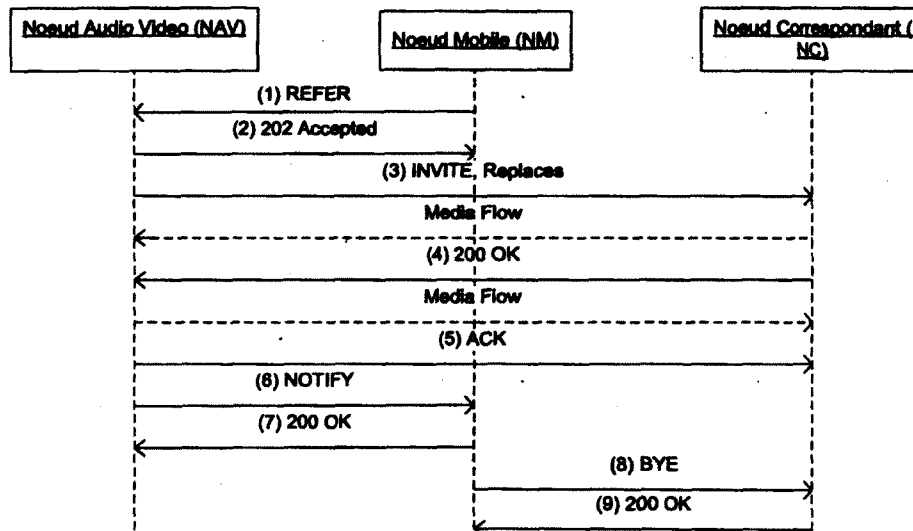 Noeud Audio Video (NAV)
Noeud Mobile (NM)
Noeud Correspondant (
NC)
(1) REFER
(2) 202 Accepted
(3) INVITE, Replaces
Media Flow
(4) 200 OK
Media Flow
(5) ACK
(6) NOTIFY
(7) 200 OK
(8) BYE
(9) 200 OK